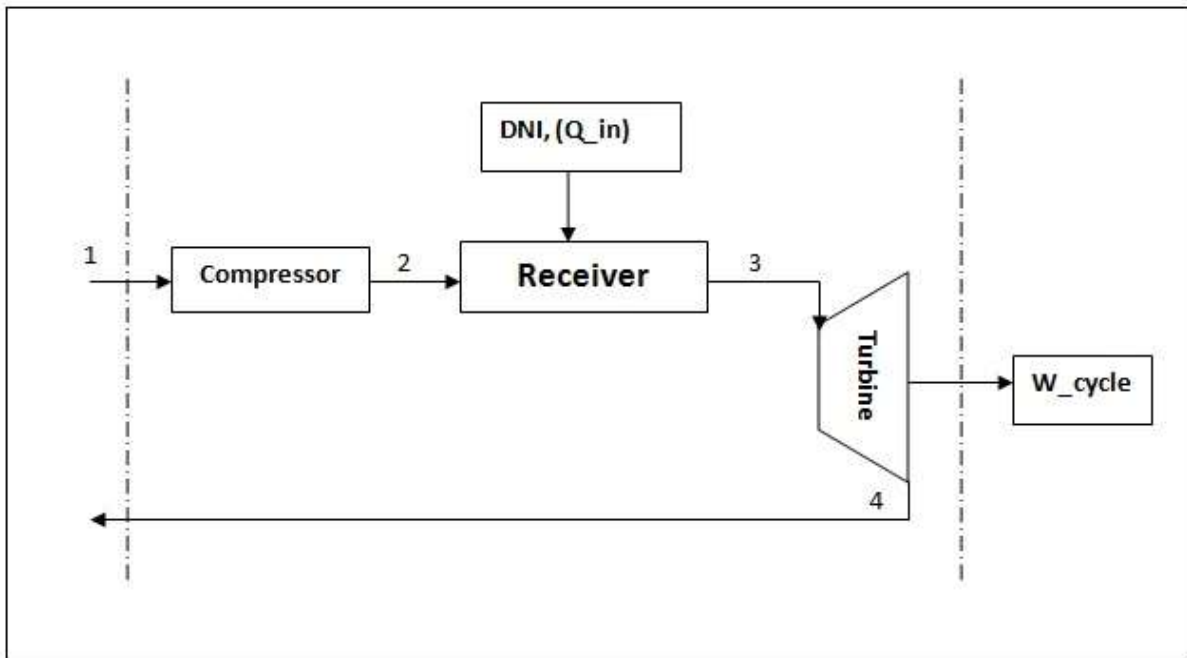 DNI, (Q_in)
1
Compressor
2
Receiver
3
Turbine
W_cycle
4